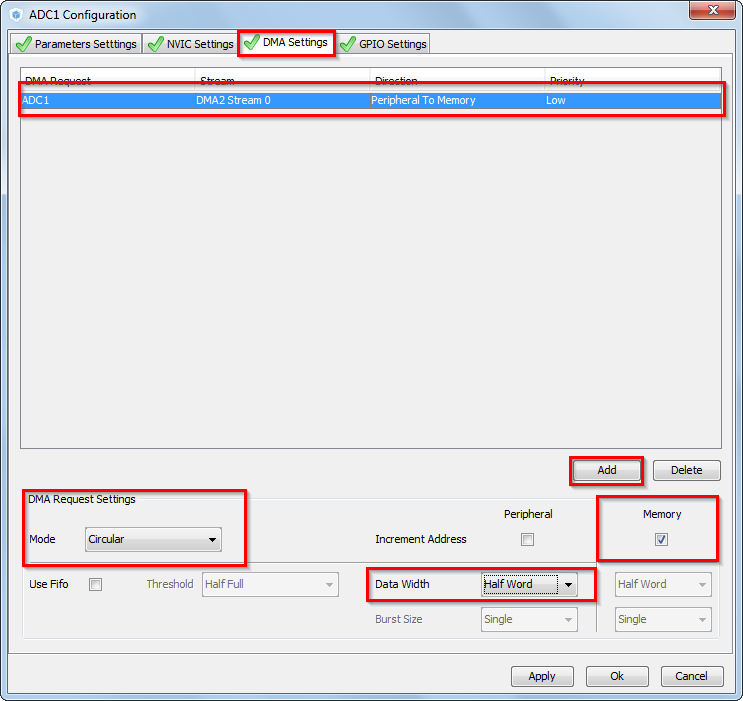 ADC1 Configuration
Parameters Setttings NVIC Settings DMA Settings GPIO Settings
DMA Request Stream Direction Priority
ADC1 DMA2 Stream 0 Peripheral To Memory Low
Add Delete
DMA Request Settings
Peripheral Memory
Mode Circular Increment Address
Use Fifo Threshold Half Full Data Width Half Word Half Word
Burst Size Single Single
Apply Ok Cancel